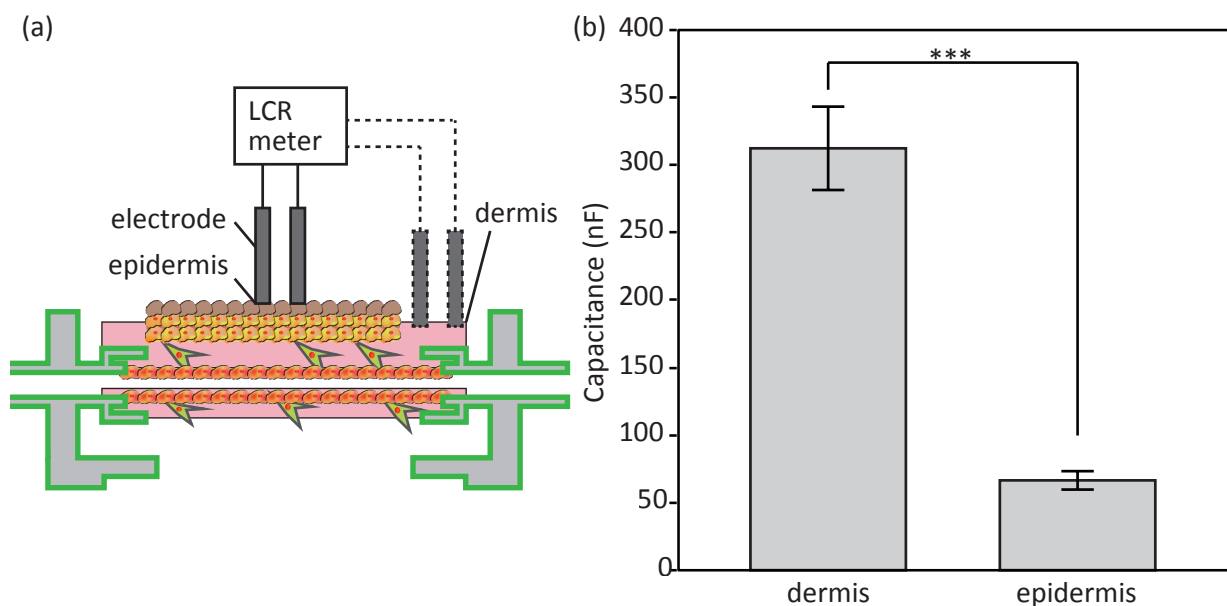 (a)
LCR
meter
electrode
epidermis
dermis
(b)
***
Capacitance (nF)
400
350
300
250
200
150
100
50
0
dermis
epidermis